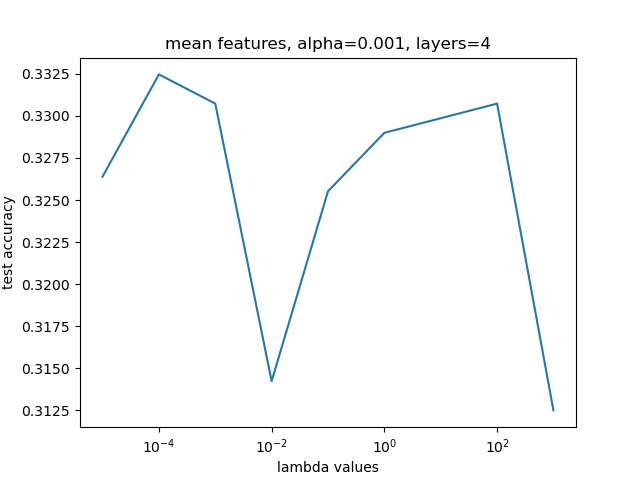 mean features, alpha=0.001, layers=4
0.3325
0.3300
0.3275
0.3250
0.3225
0.3200
0.3175
0.3150
0.3125
test accuracy
10⁻⁴ 10⁻² 10⁰ 10²
lambda values